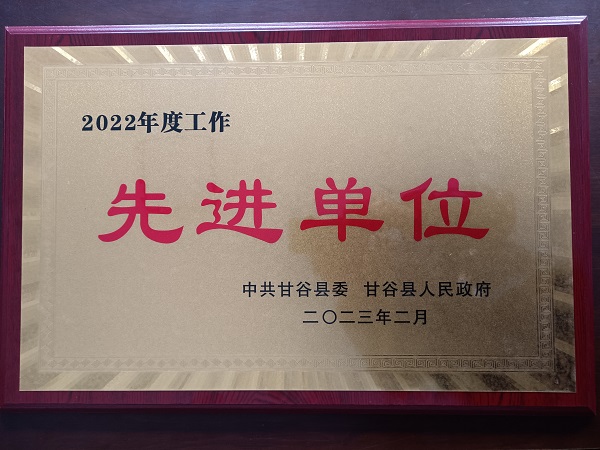 2022年度工作
先进单位
中共甘谷县委 甘谷县人民政府
二〇二三年二月